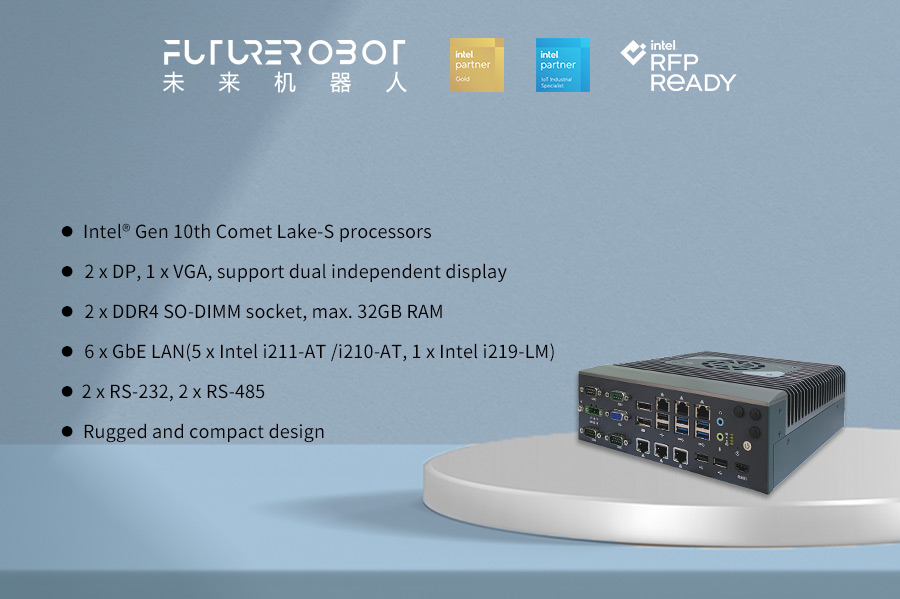 FUTUREROBOT
未来机器人
intel
partner
Gold
intel
partner
IoT Industrial
Specialist
intel
RFP
READY
● Intel® Gen 10th Comet Lake-S processors
● 2 x DP, 1 x VGA, support dual independent display
● 2 x DDR4 SO-DIMM socket, max. 32GB RAM
● 6 x GbE LAN(5 x Intel i211-AT /i210-AT, 1 x Intel i219-LM)
● 2 x RS-232, 2 x RS-485
● Rugged and compact design